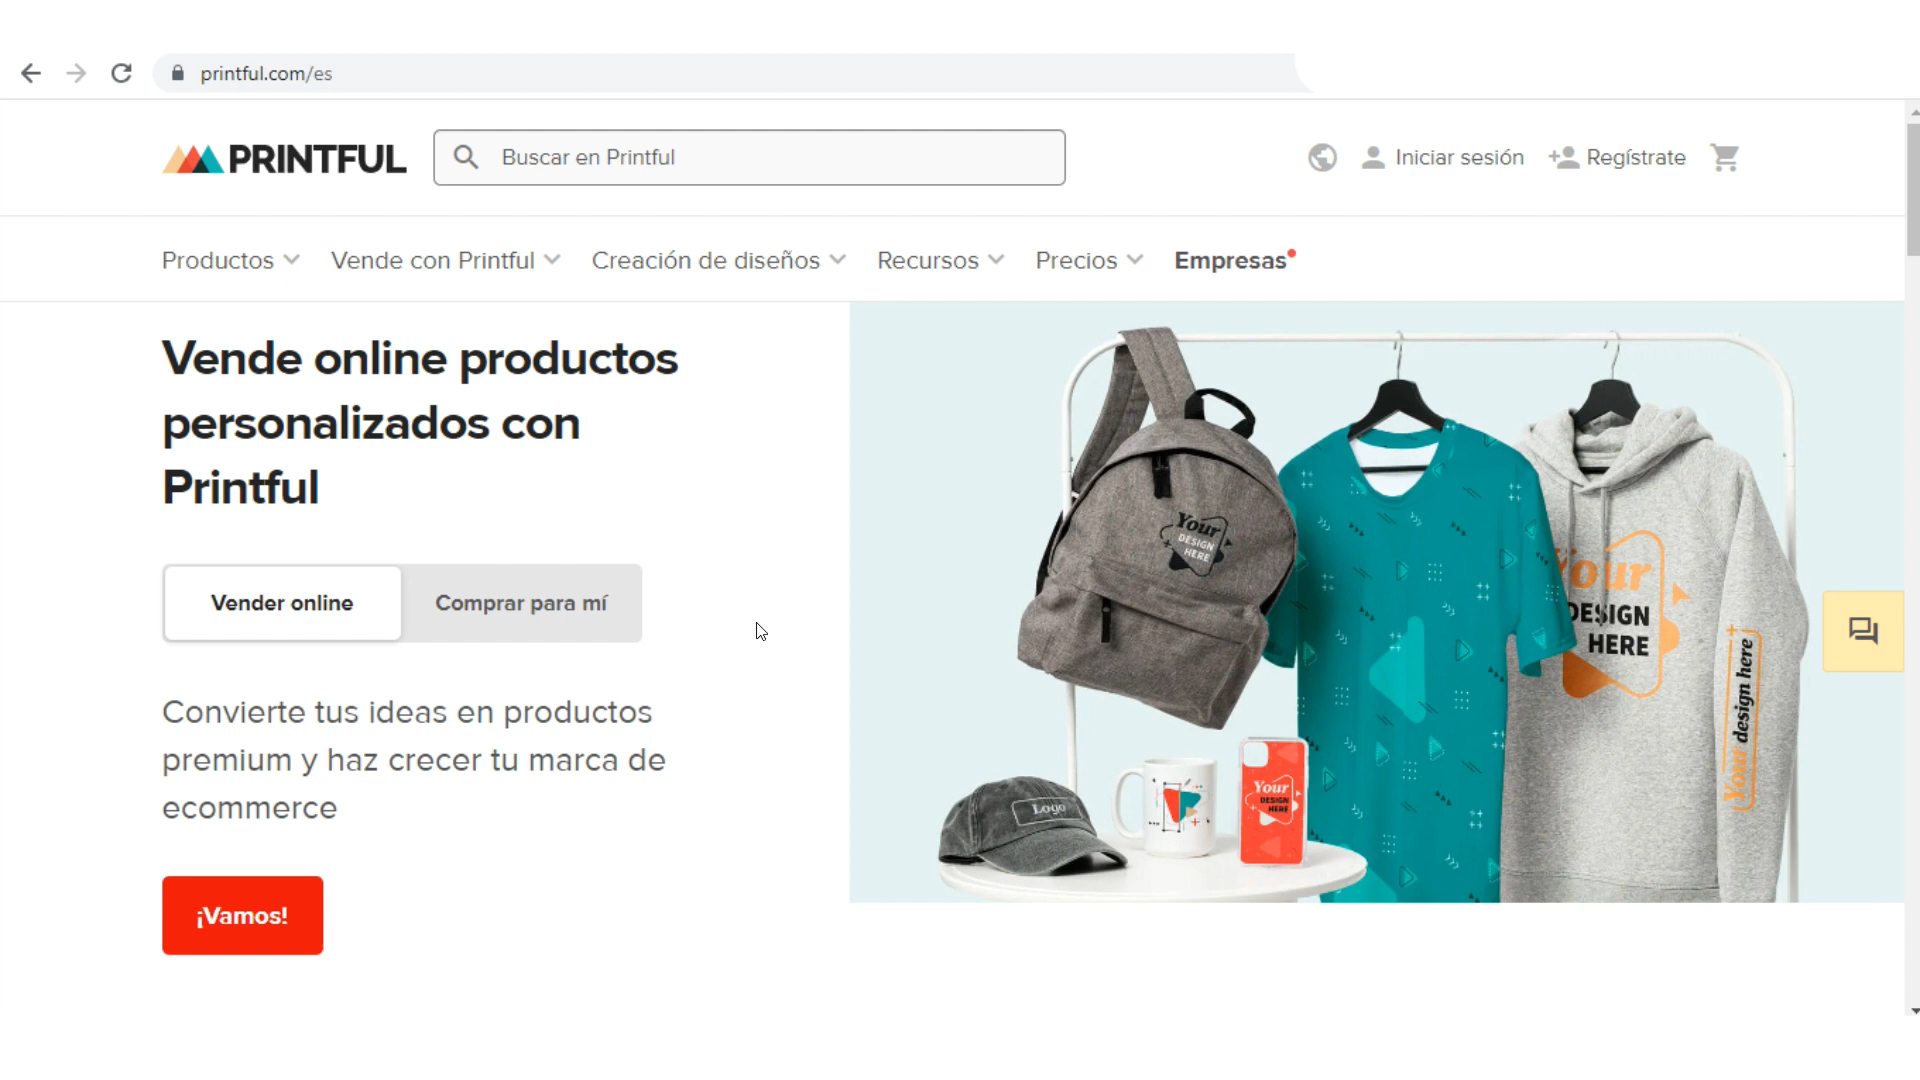 printful.com/es
PRINTFUL
Buscar en Printful
Iniciar sesión
Regístrate
Productos
Vende con Printful
Creación de diseños
Recursos
Precios
Empresas
Vende online productos
personalizados con
Printful
Vender online
Comprar para mí
Convierte tus ideas en productos
premium y haz crecer tu marca de
ecommerce
¡Vamos!
Your
DESIGN
HERE
Your
DESIGN
HERE
Your design here
Logo
Your
DESIGN
HERE